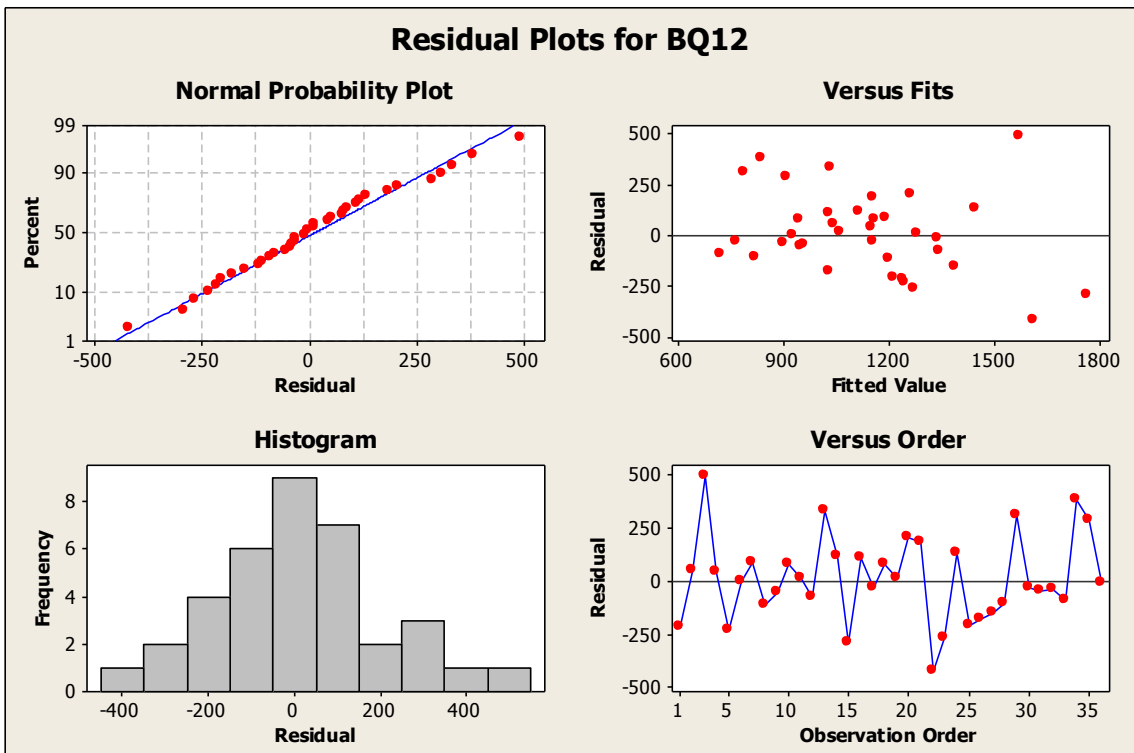 Residual Plots for BQ12
Normal Probability Plot
99
90
50
10
1
Percent
-500 -250 0 250 500
Residual
Versus Fits
500
250
0
-250
-500
Residual
600 900 1200 1500 1800
Fitted Value
Histogram
8
6
4
2
0
Frequency
-400 -200 0 200 400
Residual
Versus Order
500
250
0
-250
-500
Residual
1 5 10 15 20 25 30 35
Observation Order